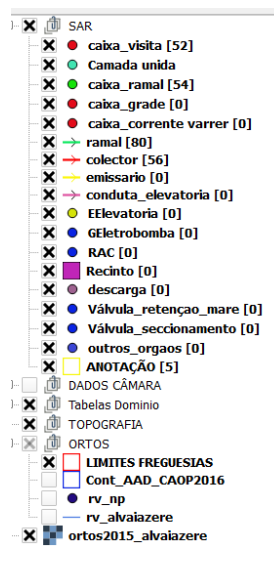 SAR
caixa_visita [52]
Camada unida
caixa_ramal [54]
caixa_grade [0]
caixa_corrente varrer [0]
ramal [80]
colector [56]
emissario [0]
conduta_elevatoria [0]
EElevatoria [0]
GEletrobomba [0]
RAC [0]
Recinto [0]
descarga [0]
Válvula_retençao_mare [0]
Válvula_seccionamento [0]
outros_orgaos [0]
ANOTAÇÃO [5]
DADOS CÂMARA
Tabelas Dominio
TOPOGRAFIA
ORTOS
LIMITES FREGUESIAS
Cont_AAD_CAOP2016
rv_np
rv_alvaiazere
ortos2015_alvaiazere